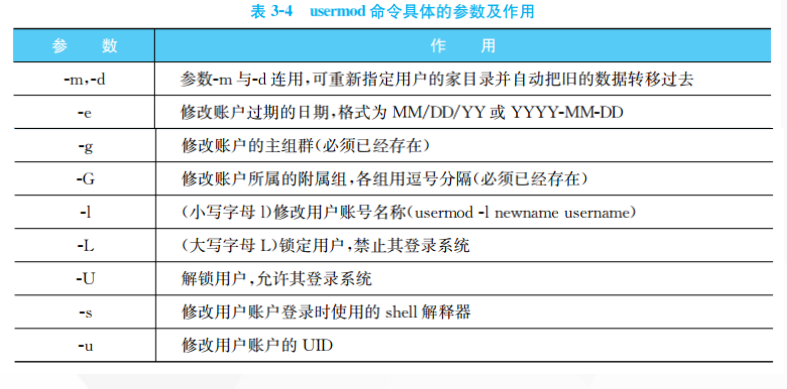 表 3-4 usermod 命令具体的参数及作用
参 数 作 用
-m,-d 参数-m 与-d 连用,可重新指定用户的家目录并自动把旧的数据转移过去
-e 修改账户过期的日期,格式为 MM/DD/YY 或 YYYY-MM-DD
-g 修改账户的主组群(必须已经存在)
-G 修改账户所属的附属组,各组用逗号分隔(必须已经存在)
-l (小写字母 l)修改用户账号名称(usermod -l newname username)
-L (大写字母 L)锁定用户,禁止其登录系统
-U 解锁用户,允许其登录系统
-s 修改用户账户登录时使用的 shell 解释器
-u 修改用户账户的 UID